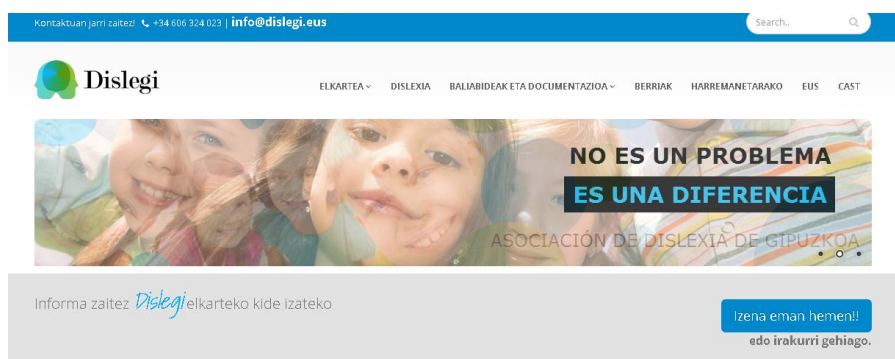 Kontaktuan jarri zaitez! +34 606 324 023 | info@dislegi.eus
Search..
Dislegi
ELKARTEA DISLEXIA BALIABIDEAK ETA DOCUMENTAZIOA BERRIAK HARREMANETARAKO EUS CAST
NO ES UN PROBLEMA
ES UNA DIFERENCIA
ASOCIACIÓN DE DISLEXIA DE GIPUZKOA
Informa zaitez Dislegi elkarteko kide izateko
Izena eman hemen!!
edo irakurri gehiago.